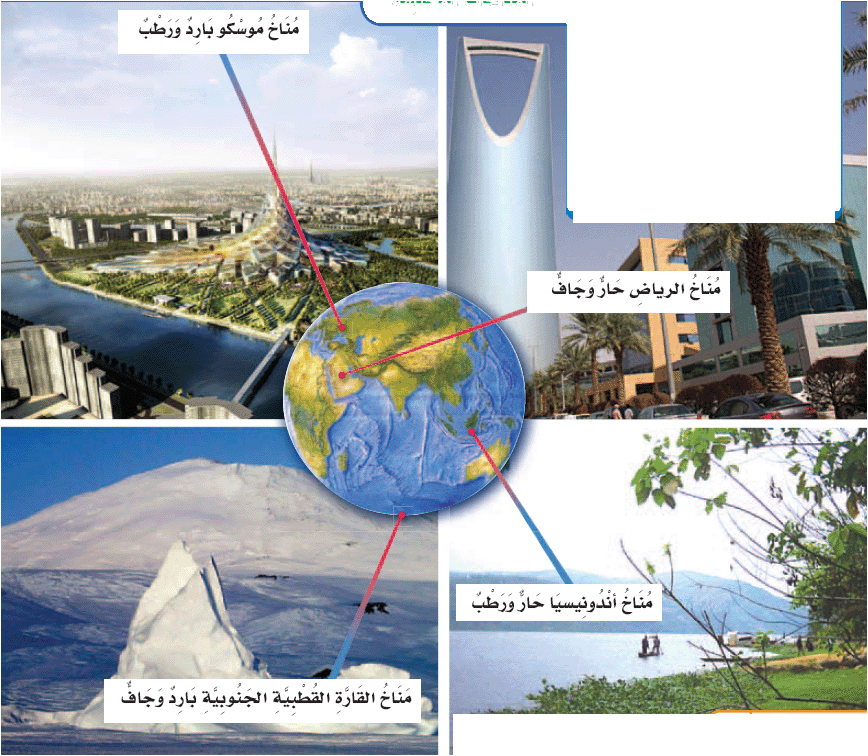 مُنَاخُ مُوسْكُو بَارِدٌ وَرَطْبٌ
مُنَاخُ الرياضِ حَارٌّ وَجَافٌّ
مُنَاخُ أنْدُونِيسيَا حَارٌّ وَرَطْبٌ
مَنَاخُ القَارَّةِ القُطْبِيَّةِ الجَنُوبِيَّةِ بَارِدٌ وَجَافٌّ